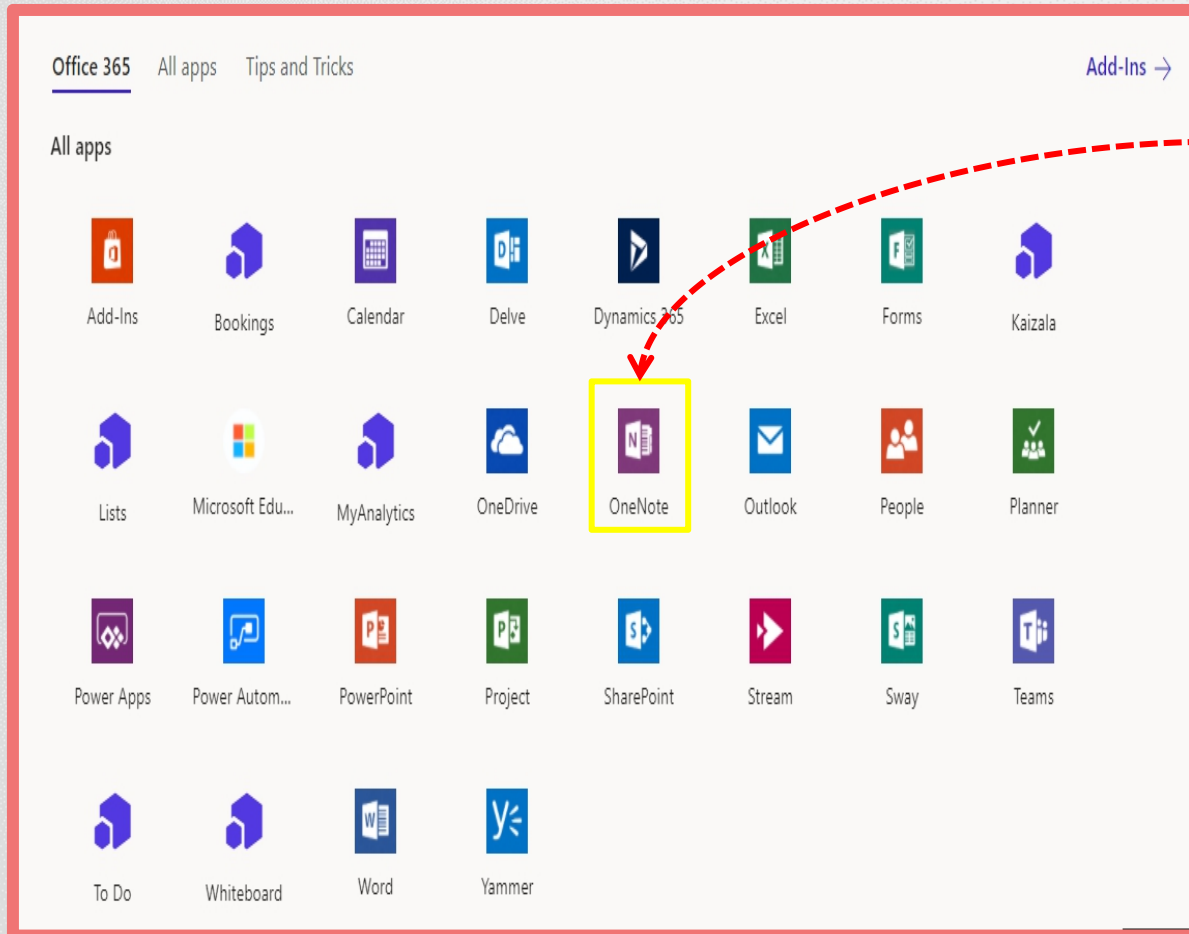 Office 365 All apps Tips and Tricks Add-Ins →
All apps
Add-Ins Bookings Calendar Delve Dynamics 365 Excel Forms Kaizala
Lists Microsoft Edu... MyAnalytics OneDrive OneNote Outlook People Planner
Power Apps Power Autom... PowerPoint Project SharePoint Stream Sway Teams
To Do Whiteboard Word Yammer